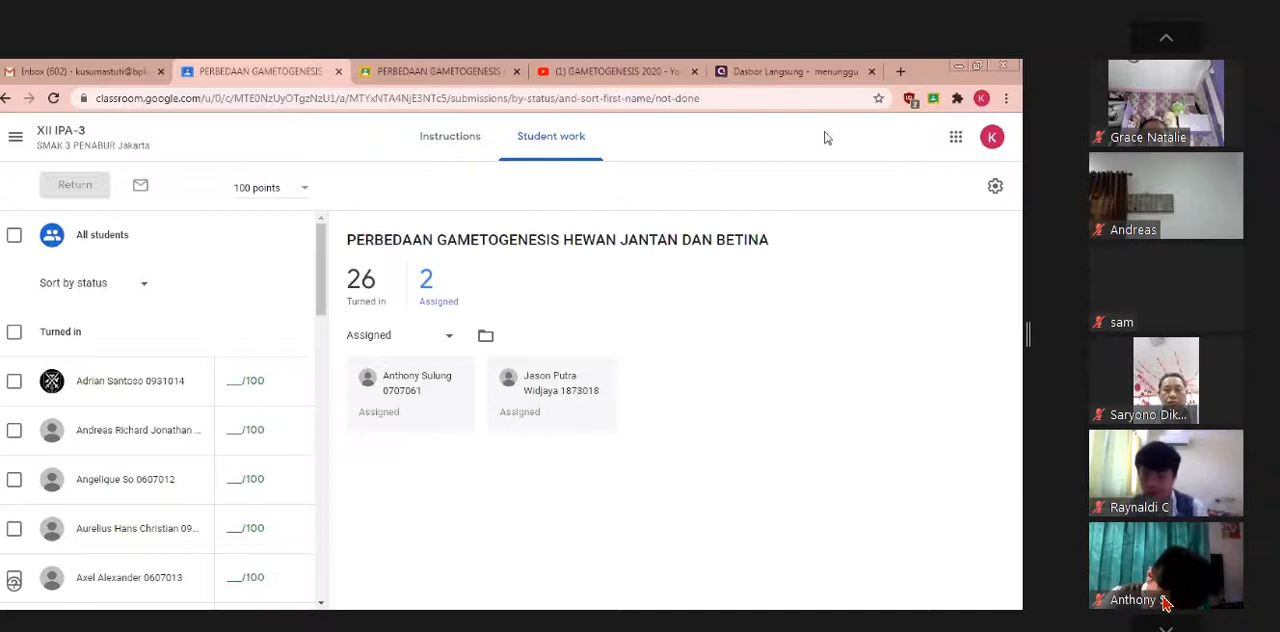 Inbox (602) - kusumastuti@bpk
PERBEDAAN GAMETOGENESIS
PERBEDAAN GAMETOGENESIS
(1) GAMETOGENESIS 2020 - Yo
Dasbor Langsung - menunggu
classroom.google.com/u/0/c/MTE0NzUyOTgzNzU1/a/MTYxNTA4NjE3NTc5/submissions/by-status/and-sort-first-name/not-done
2
K
XII IPA-3
SMAK 3 PENABUR Jakarta
Instructions
Student work
K
Return
100 points
All students
Sort by status
Turned in
Adrian Santoso 0931014
__/100
Andreas Richard Jonathan ...
__/100
Angelique So 0607012
__/100
Aurelius Hans Christian 09...
__/100
Axel Alexander 0607013
__/100
PERBEDAAN GAMETOGENESIS HEWAN JANTAN DAN BETINA
26
Turned in
2
Assigned
Assigned
Anthony Sulung
0707061
Assigned
Jason Putra
Widjaya 1873018
Assigned
Grace Natalie
Andreas
sam
Saryono Dik...
Raynaldi C
Anthony S